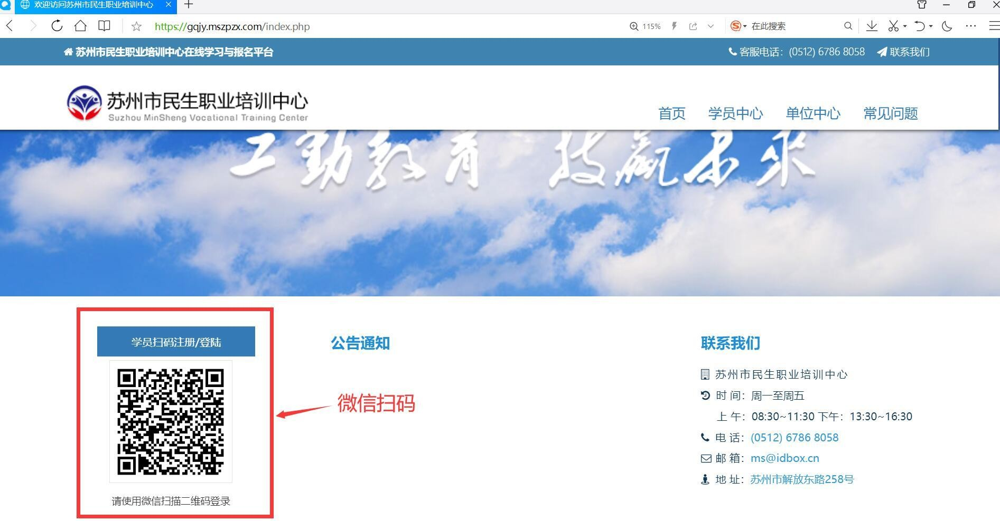 欢迎访问苏州市民生职业培训中心
https://gqjy.mszpzx.com/index.php
115%
在此搜索
苏州市民生职业培训中心在线学习与报名平台
客服电话：(0512) 6786 8058
联系我们
苏州市民生职业培训中心
Suzhou MinSheng Vocational Training Center
首页 学员中心 单位中心 常见问题
工勤教育 技赢未来
学员扫码注册/登陆
请使用微信扫描二维码登录
微信扫码
公告通知
联系我们
苏州市民生职业培训中心
时 间：周一至周五
上 午：08:30~11:30 下午：13:30~16:30
电 话：(0512) 6786 8058
邮 箱：ms@idbox.cn
地 址：苏州市解放东路258号